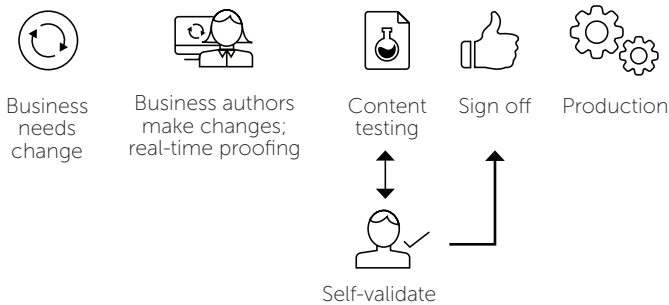 Business
needs
change
Business authors
make changes;
real-time proofing
Content
testing
Sign off
Production
Self-validate